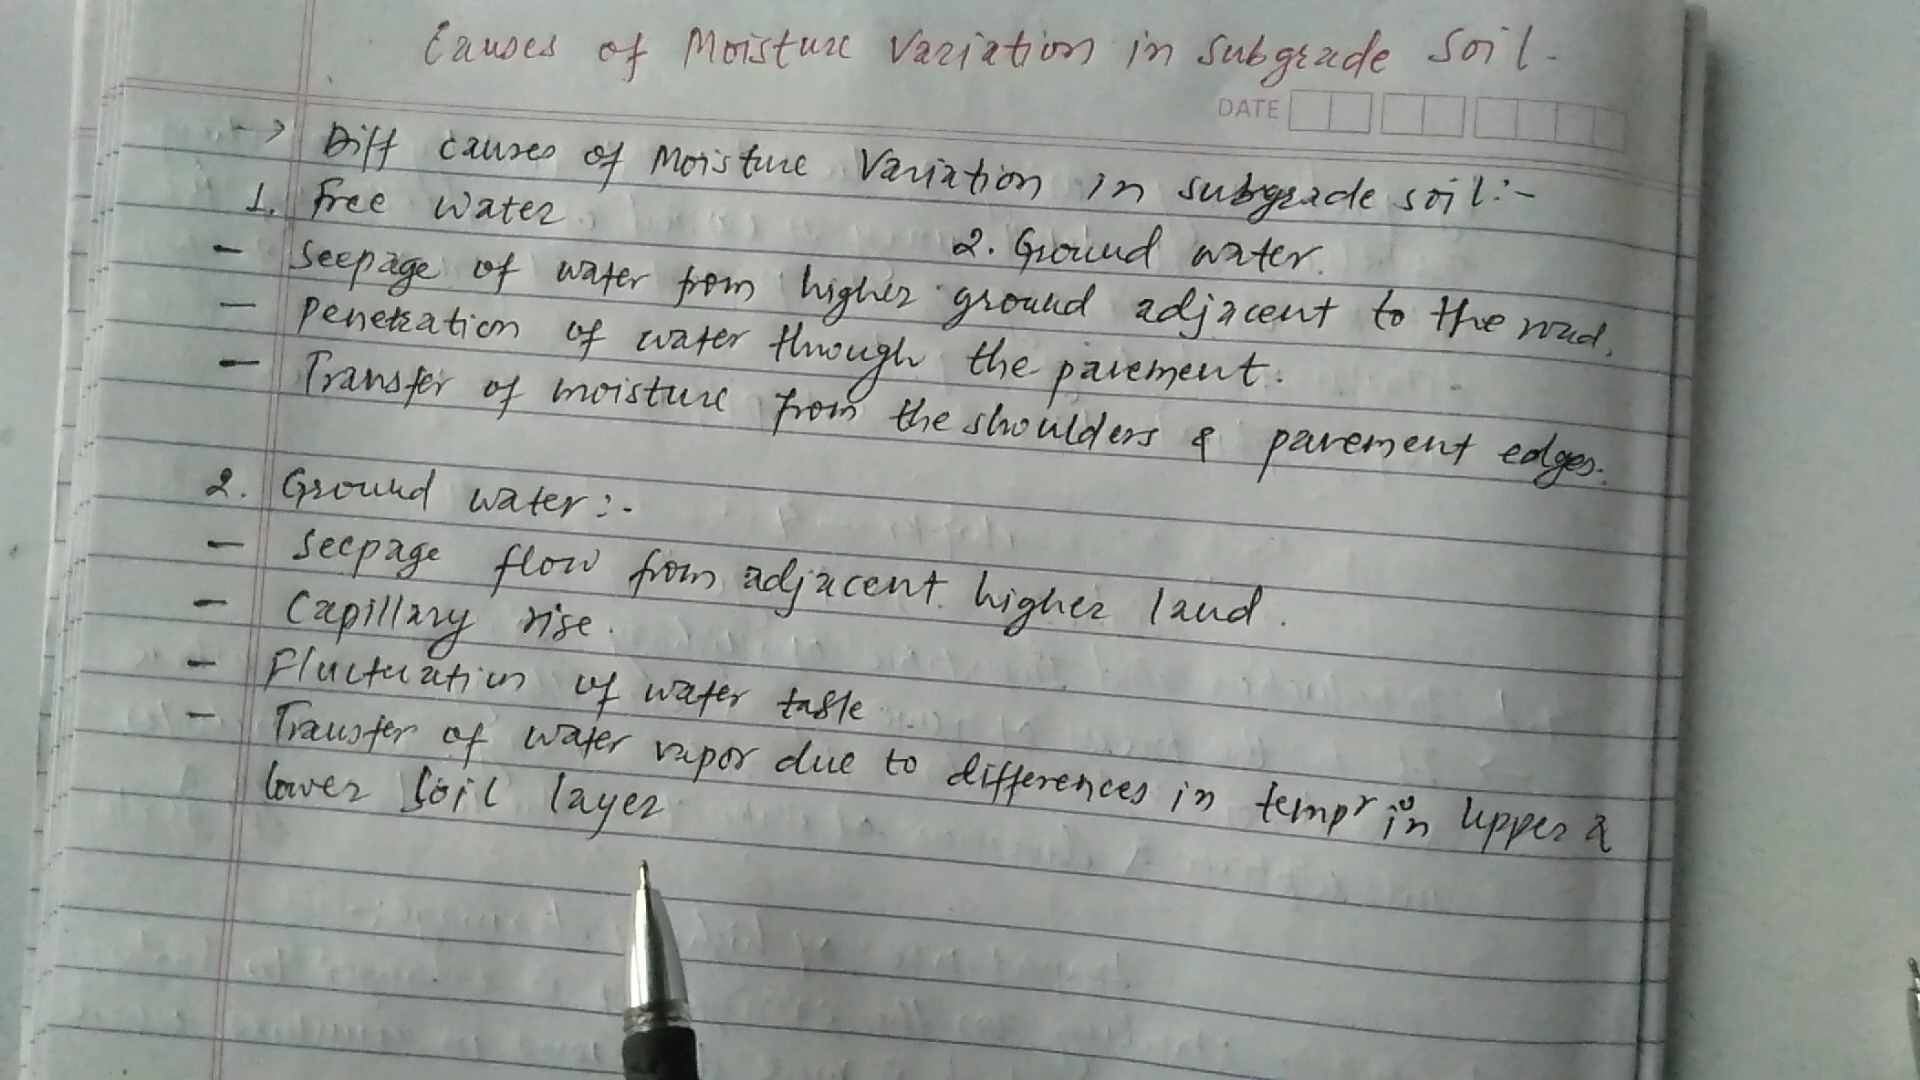 Causes of Moisture Variation in Subgrade Soil.
DATE
→ Diff causes of Moisture Variation in subgrade soil:-
1. Free water 2. Ground water.
- Seepage of water from higher ground adjacent to the road.
- Penetration of water through the pavement.
- Transfer of moisture from the shoulders & pavement edges.
2. Ground water:-
- Seepage flow from adjacent higher land.
- Capillary rise.
- Fluctuation of water table
- Transfer of water vapor due to differences in tempr in Upper &
lower soil layer